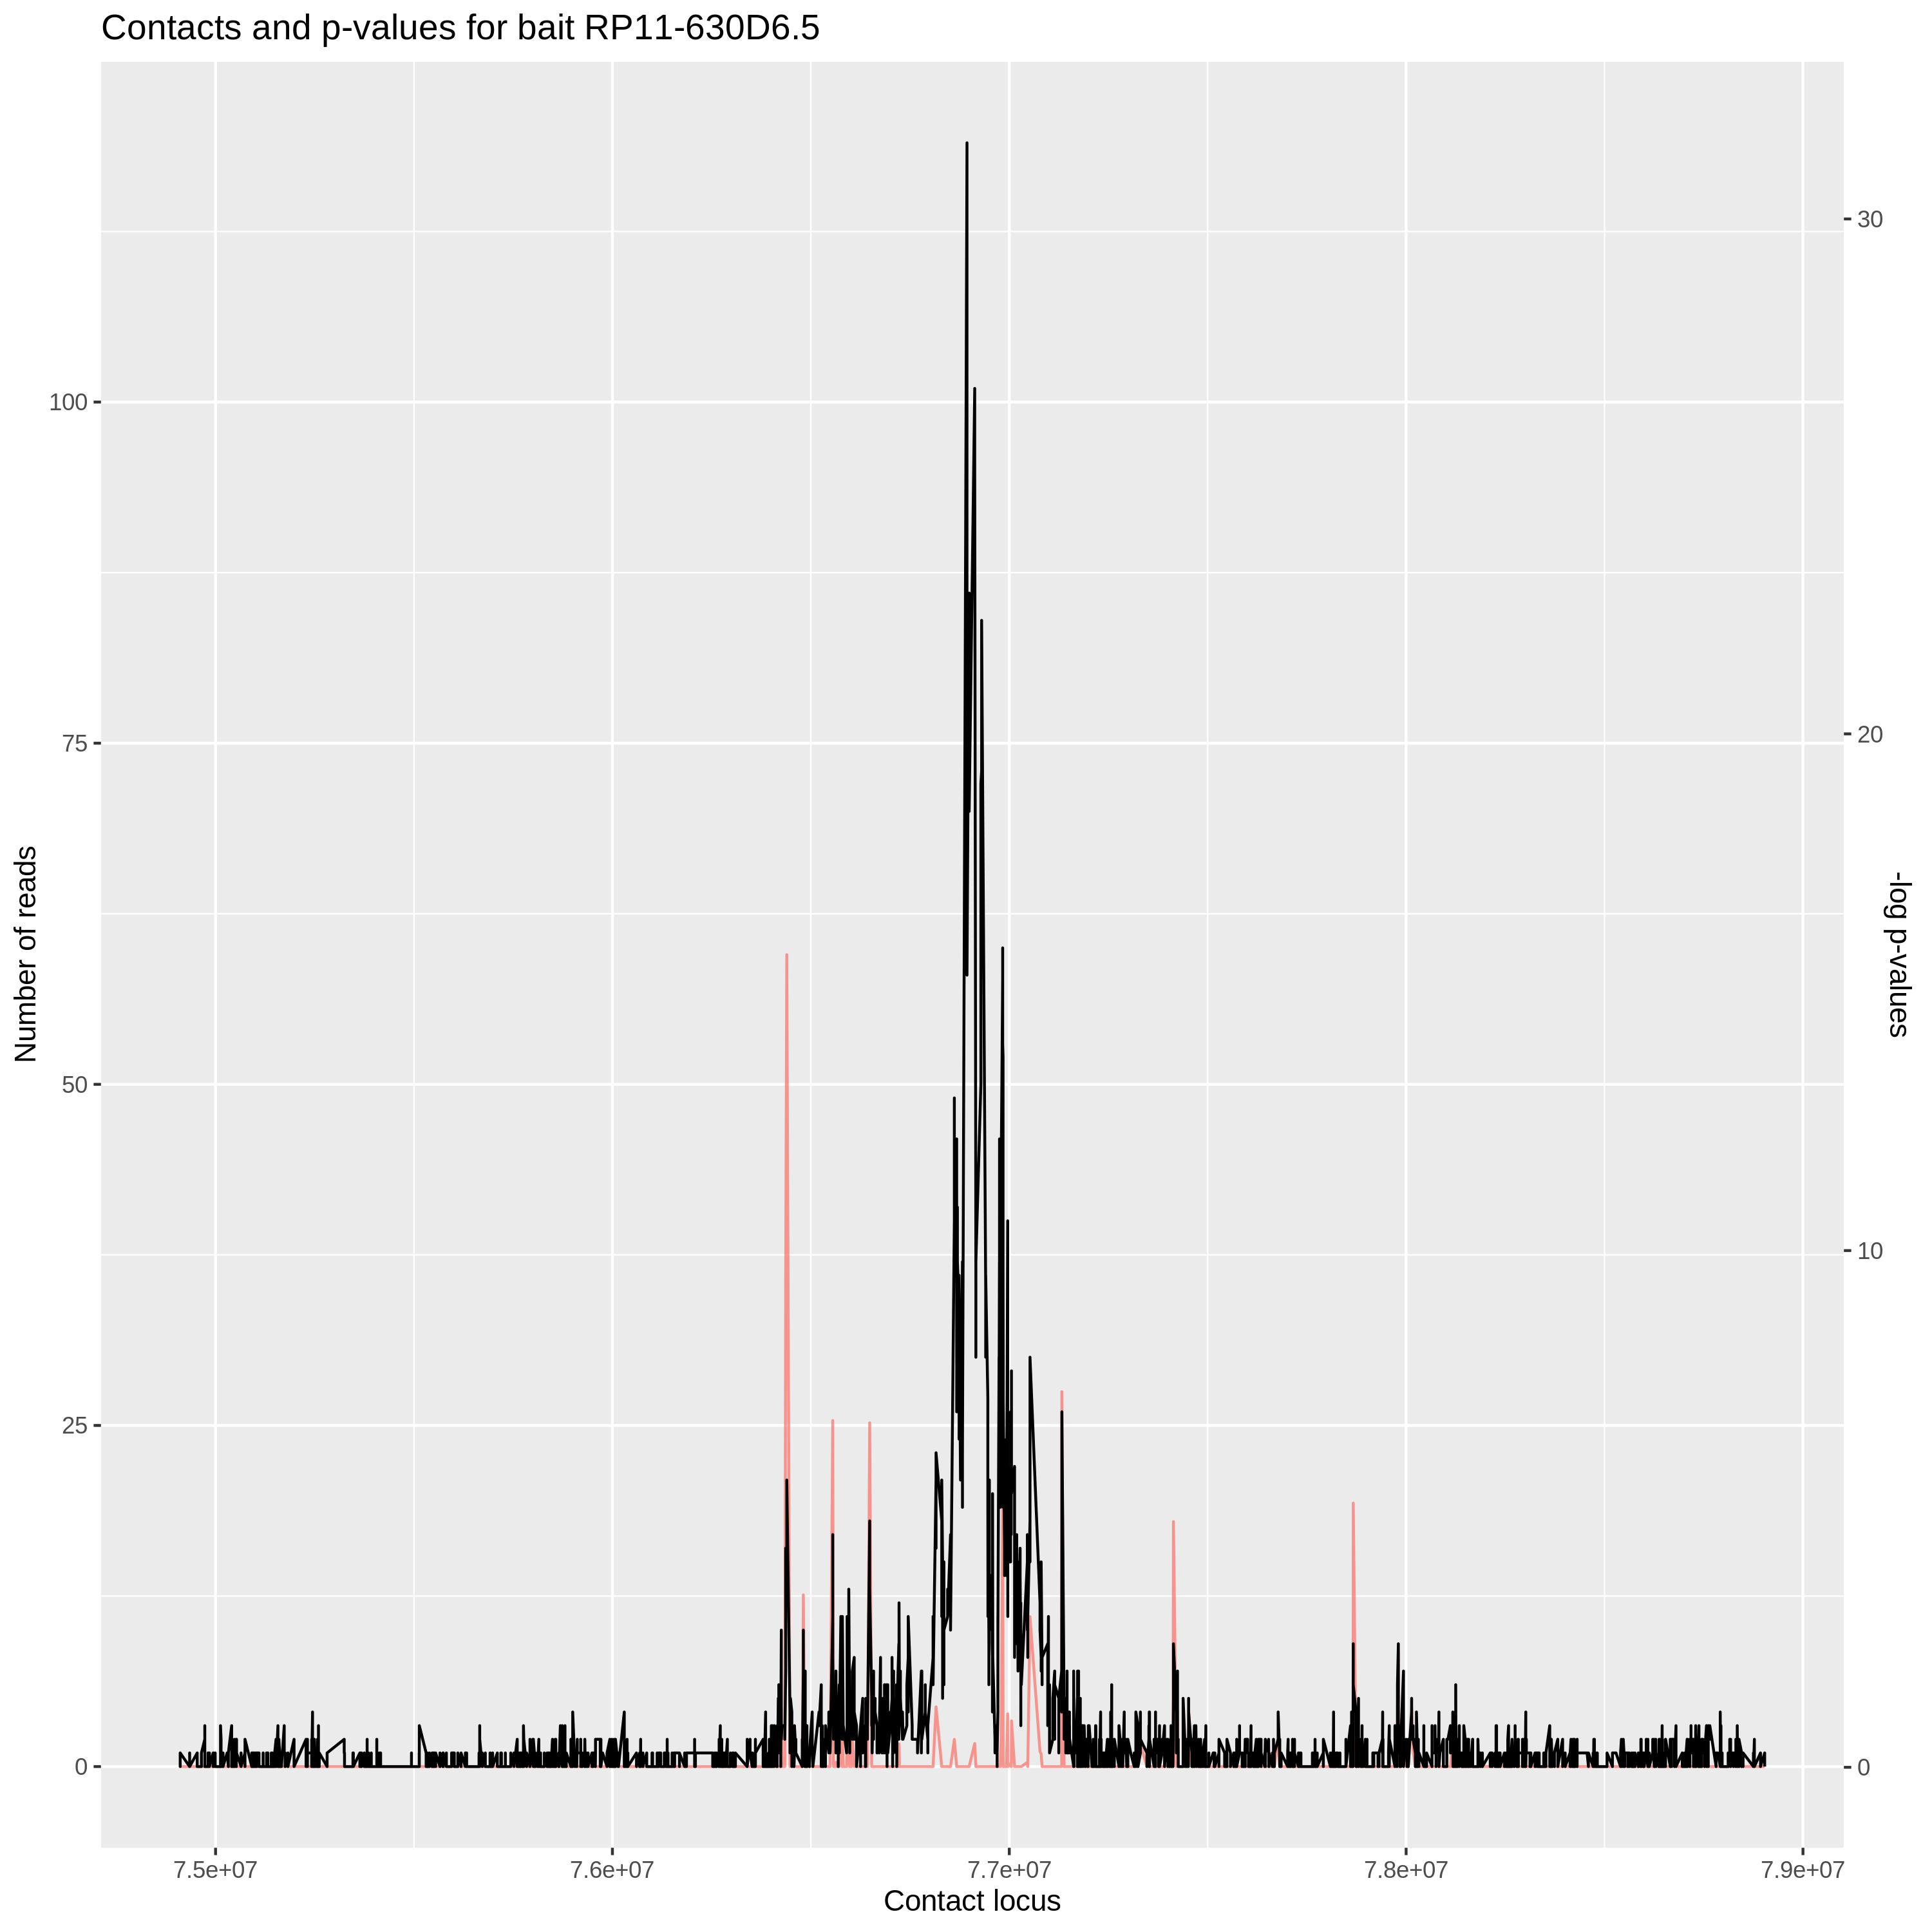 Contacts and p-values for bait RP11-630D6.5
Number of reads
100
75
50
25
0
30
20
10
0
-log p-values
7.5e+07 7.6e+07 7.7e+07 7.8e+07 7.9e+07
Contact locus